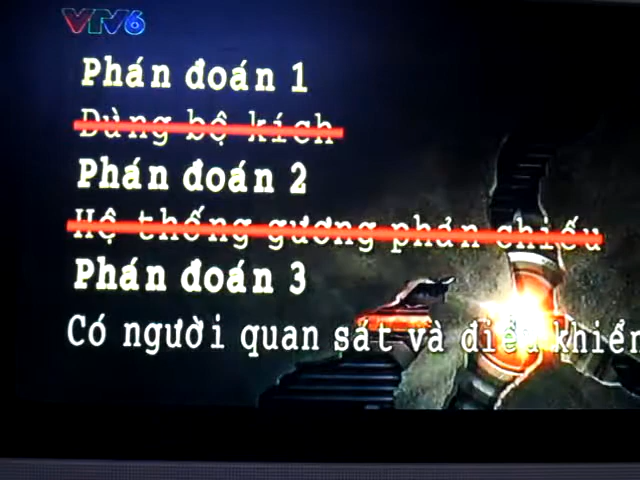 VTV6
Phán đoán 1
Dùng bộ kích
Phán đoán 2
Hệ thống gương phản chiếu
Phán đoán 3
Có người quan sát và điều khiển